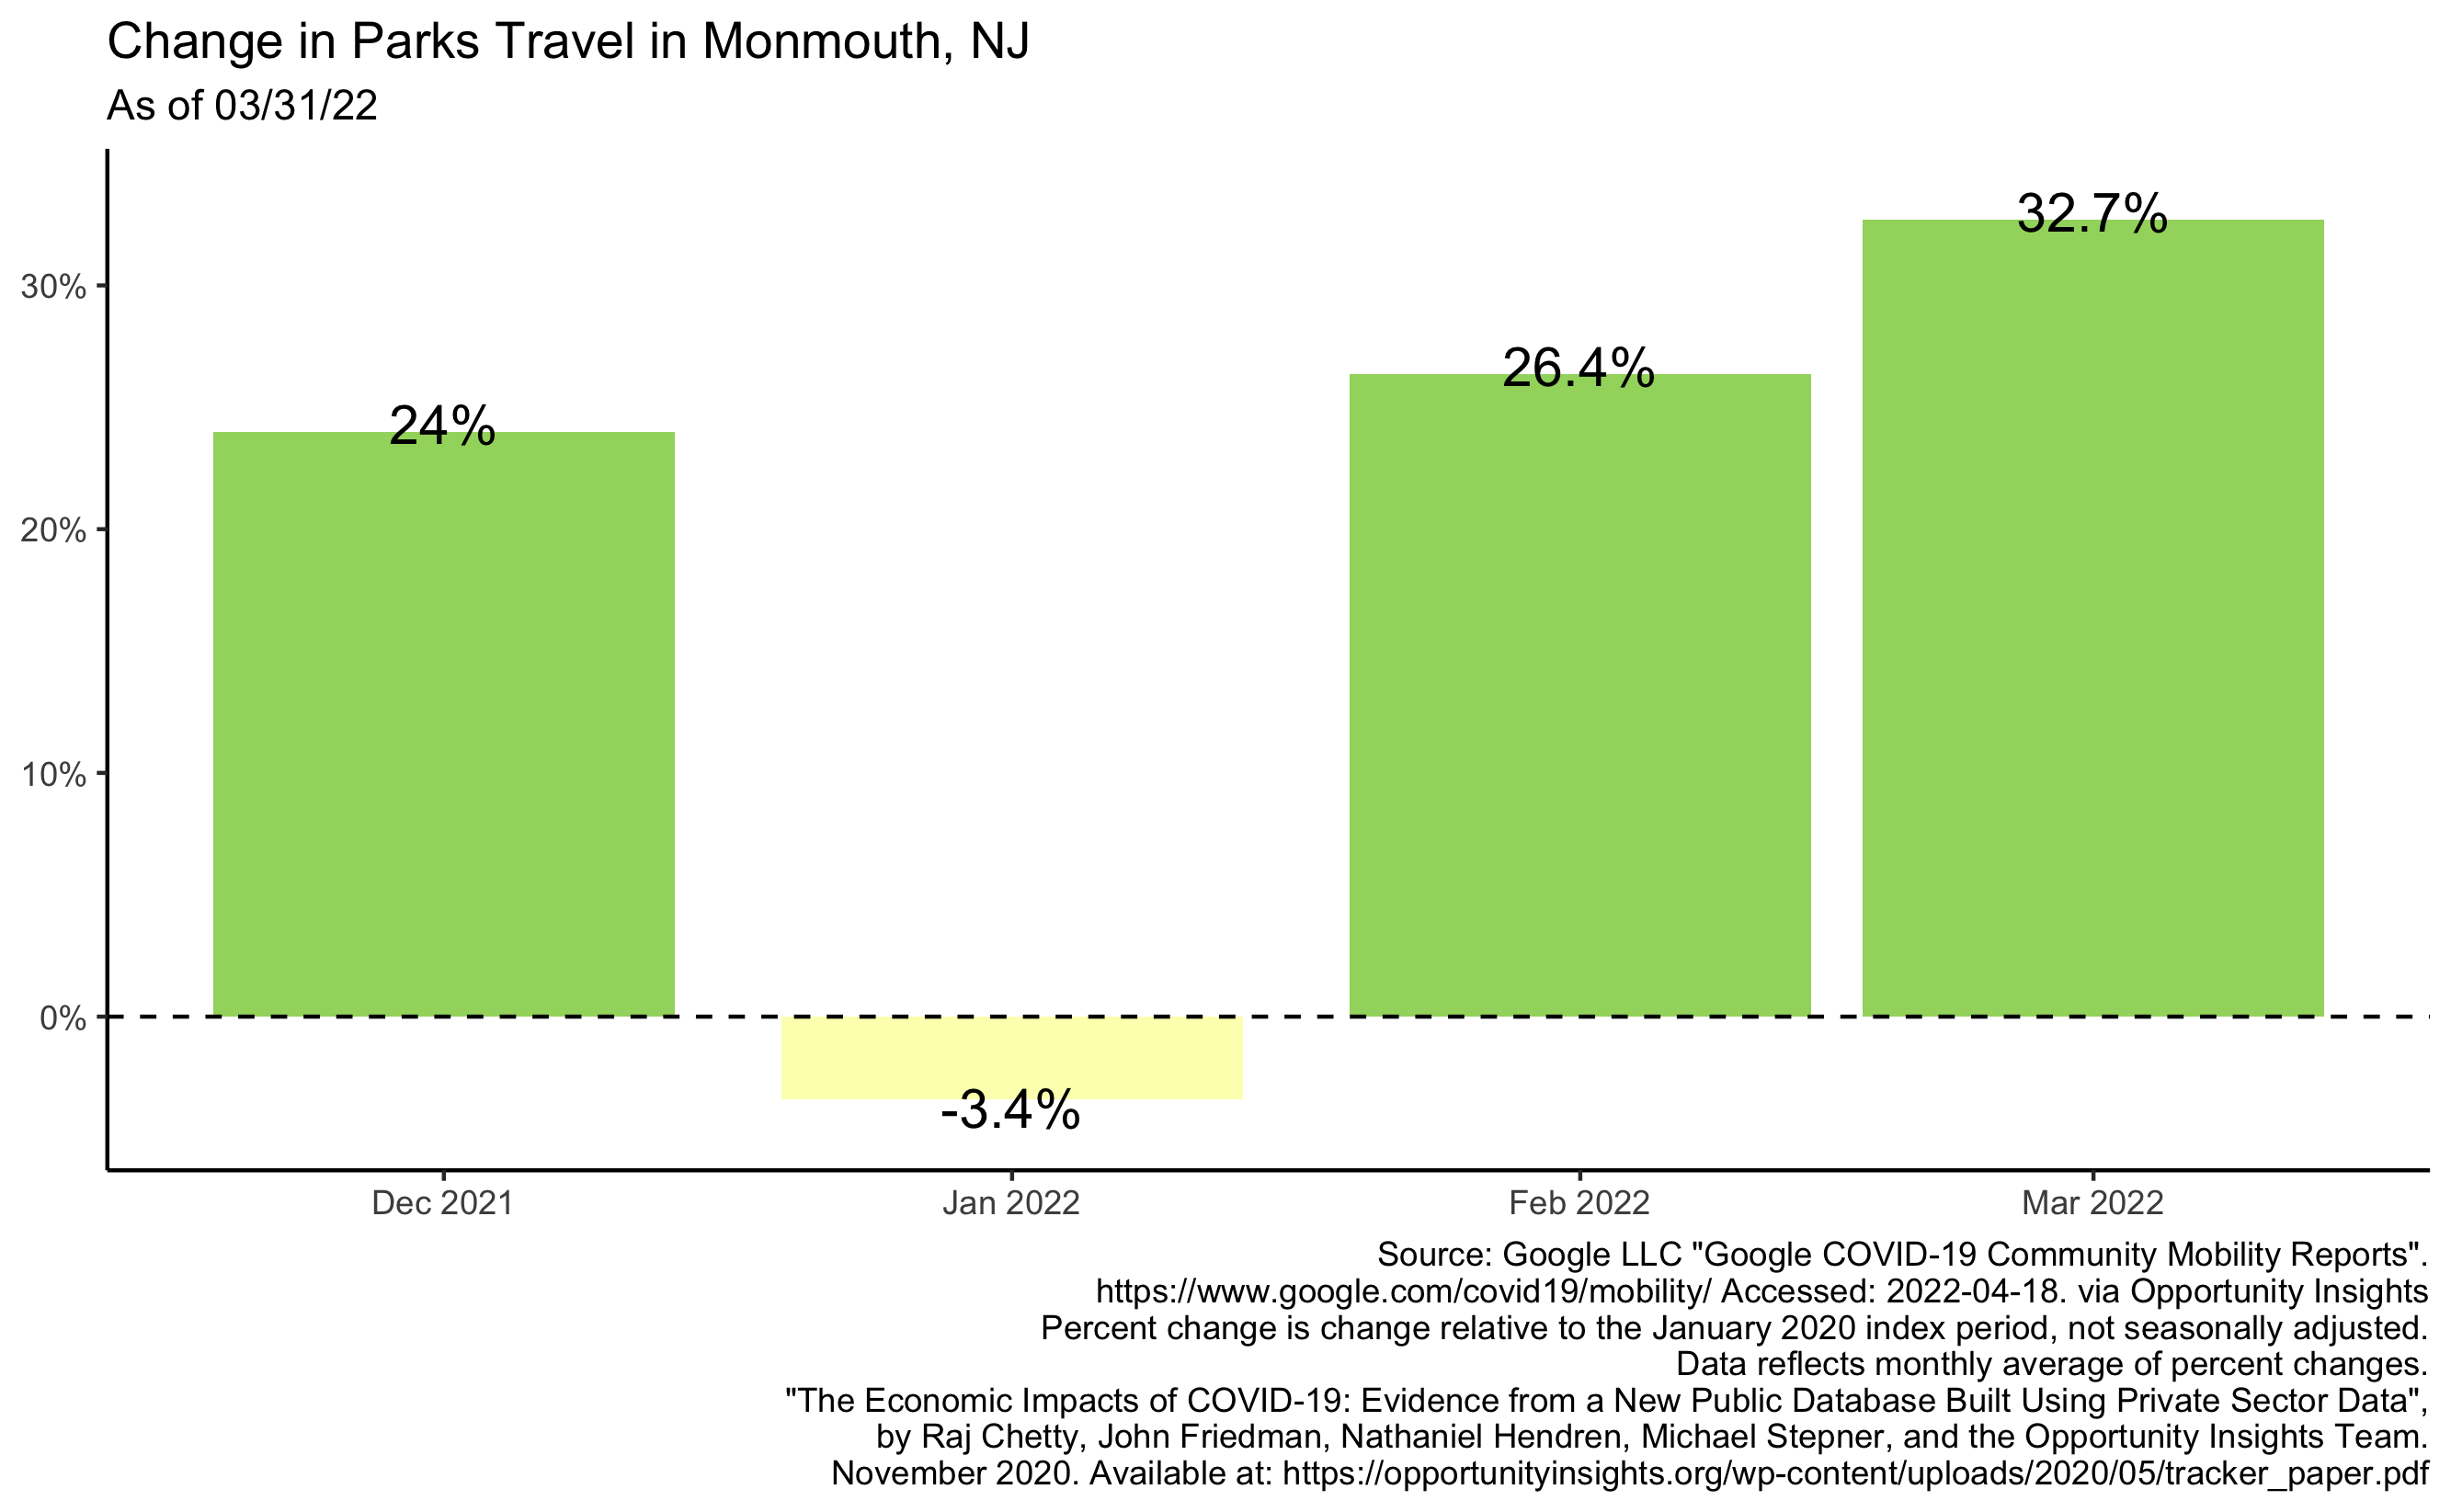 Change in Parks Travel in Monmouth, NJ
As of 03/31/22
32.7%
30%
26.4%
24%
20%
10%
0%
-3.4%
Dec 2021 Jan 2022 Feb 2022 Mar 2022
Source: Google LLC "Google COVID-19 Community Mobility Reports".
https://www.google.com/covid19/mobility/ Accessed: 2022-04-18. via Opportunity Insights
Percent change is change relative to the January 2020 index period, not seasonally adjusted.
Data reflects monthly average of percent changes.
"The Economic Impacts of COVID-19: Evidence from a New Public Database Built Using Private Sector Data",
by Raj Chetty, John Friedman, Nathaniel Hendren, Michael Stepner, and the Opportunity Insights Team.
November 2020. Available at: https://opportunityinsights.org/wp-content/uploads/2020/05/tracker_paper.pdf